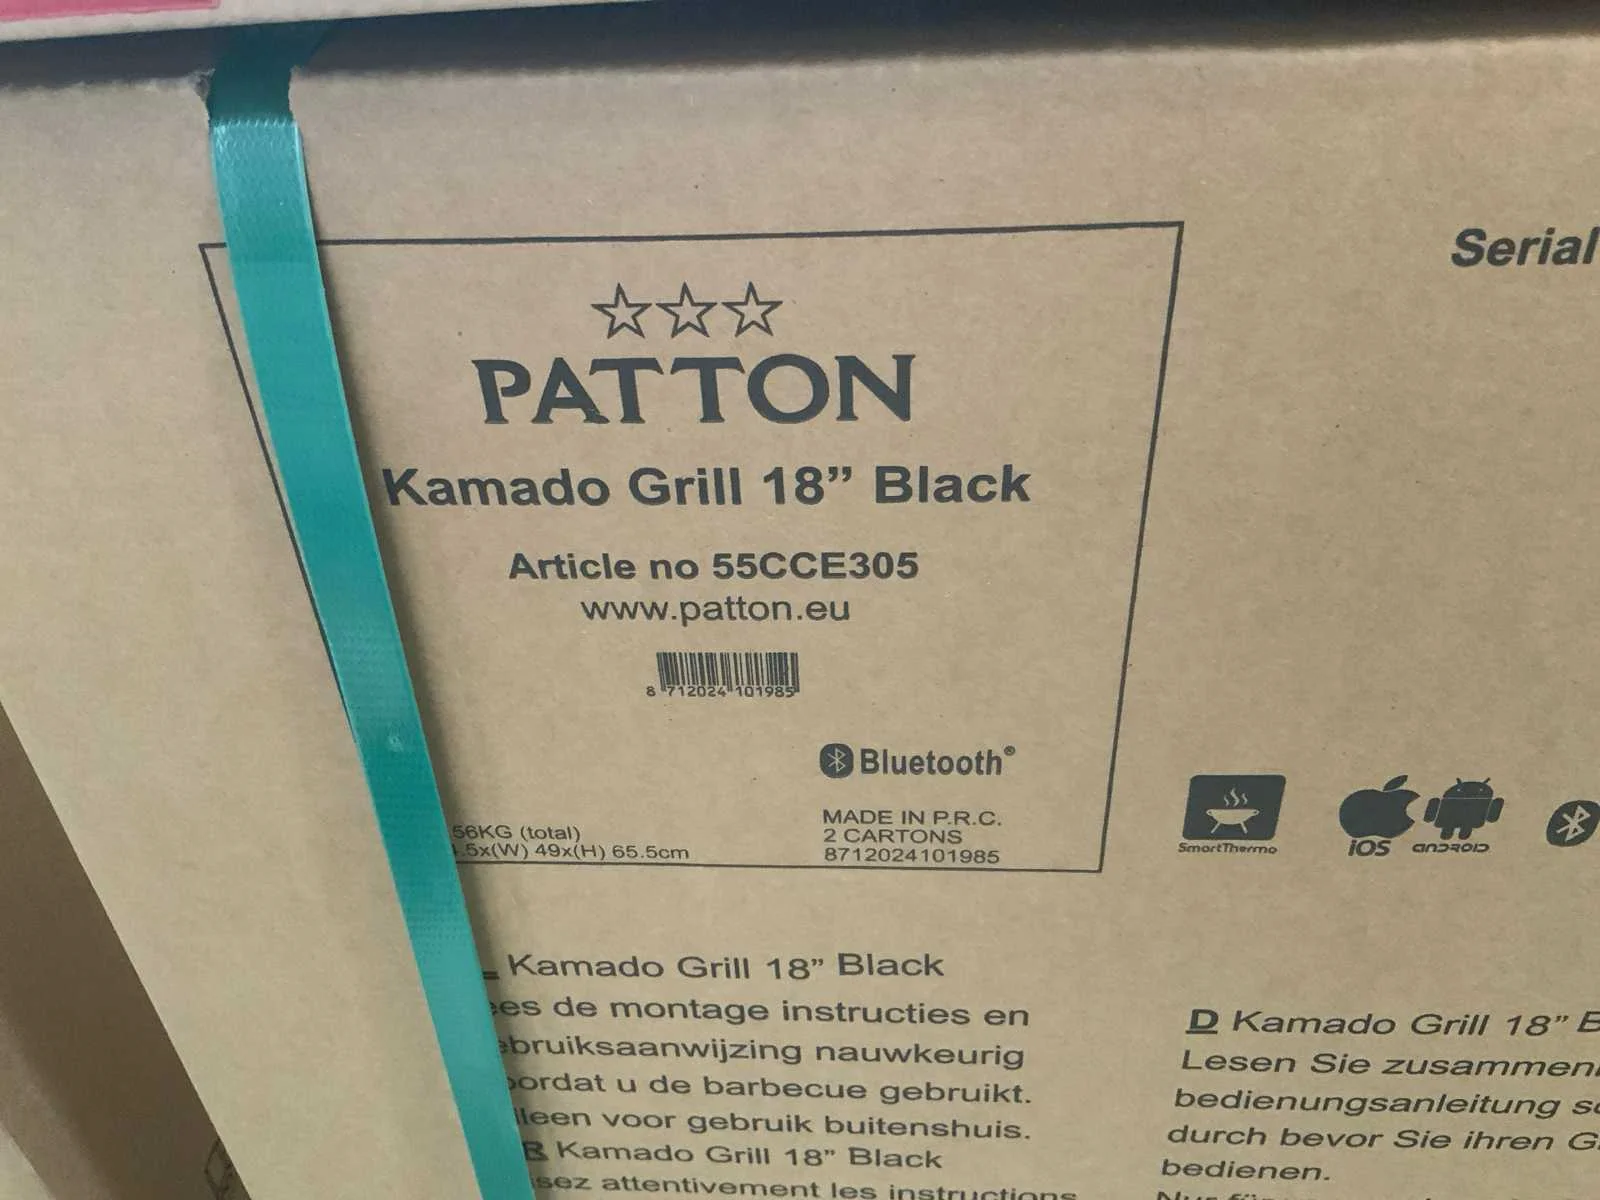 Serial
PATTON
Kamado Grill 18” Black
Article no 55CCE305
www.patton.eu
8 712024 101985
Bluetooth®
56KG (total)
.5x(W) 49x(H) 65.5cm
MADE IN P.R.C.
2 CARTONS
8712024101985
SmartThermo
iOS
ANDROID
Kamado Grill 18” Black
de montage instructies en
nauwkeurig
u de barbecue gebruikt.
voor gebruik buitenshuis.
Kamado Grill 18” Black
attentivement les instructions
D Kamado Grill 18”
Lesen Sie
bedienungsanleitung
durch bevor Sie ihren
bedienen.